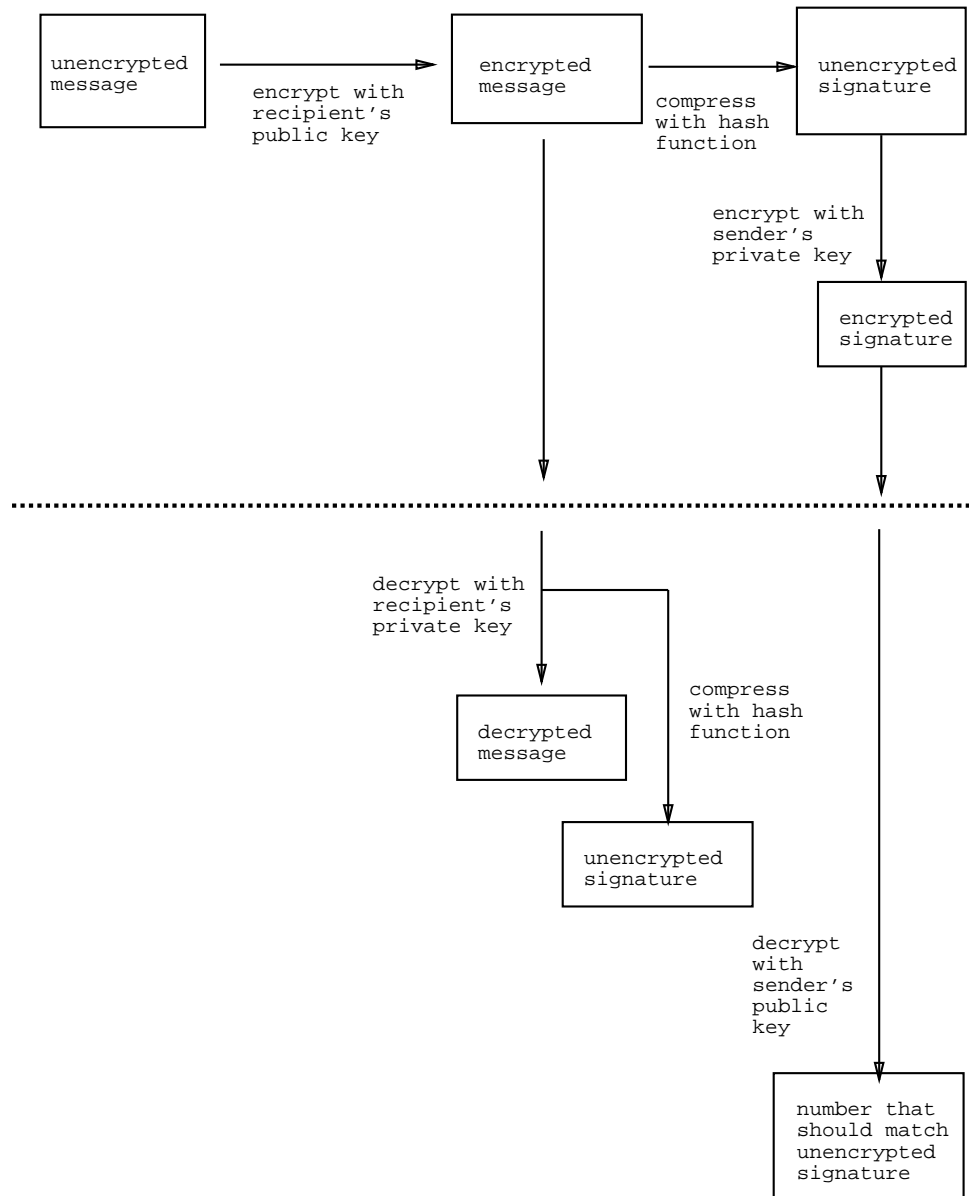 unencrypted
message
encrypt with
recipient's
public key
encrypted
message
compress
with hash
function
unencrypted
signature
encrypt with
sender's
private key
encrypted
signature
decrypt with
recipient's
private key
decrypted
message
compress
with hash
function
unencrypted
signature
decrypt
with
sender's
public
key
number that
should match
unencrypted
signature